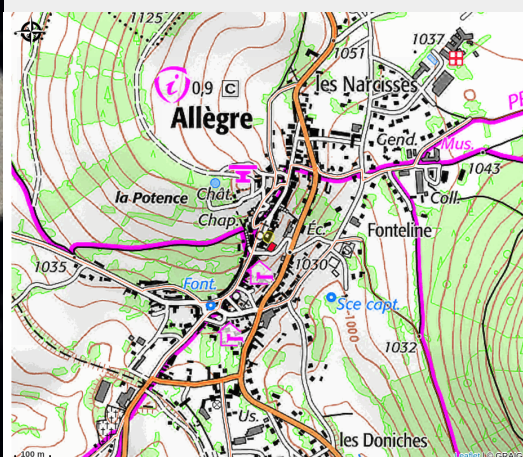 1125
1051
1037
les Narcisses
i 0,9 C
Allègre
Gend.
Mus.
1043
Coll.
la Potence
Chât.
Chap.
Éc.
Fonteline
1035
1030
Font.
Sce capt.
1000
1032
Us.
les Doniches
100 m